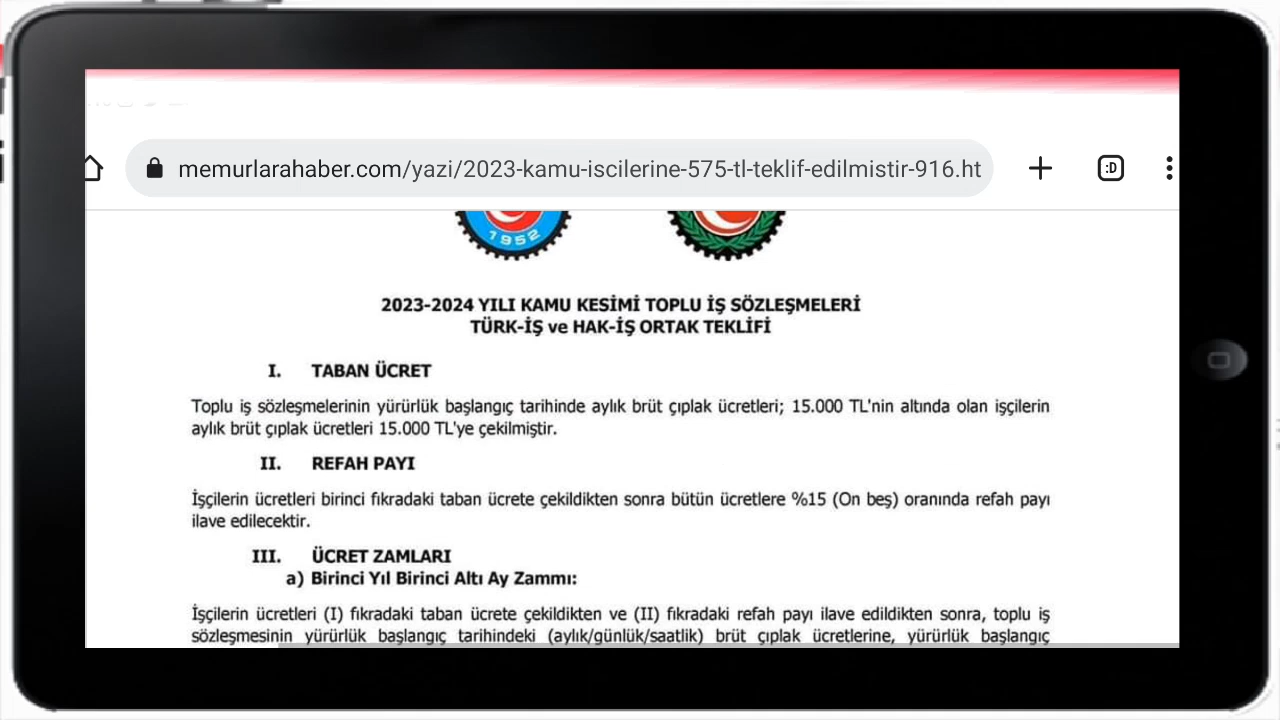 memurlarahaber.com/yazi/2023-kamu-iscilerine-575-tl-teklif-edilmistir-916.ht
:D
1952
2023-2024 YILI KAMU KESİMİ TOPLU İŞ SÖZLEŞMELERİ
TÜRK-İŞ ve HAK-İŞ ORTAK TEKLİFİ
I. TABAN ÜCRET
Toplu iş sözleşmelerinin yürürlük başlangıç tarihinde aylık brüt çıplak ücretleri; 15.000 TL'nin altında olan işçilerin
aylık brüt çıplak ücretleri 15.000 TL'ye çekilmiştir.
II. REFAH PAYI
İşçilerin ücretleri birinci fıkradaki taban ücrete çekildikten sonra bütün ücretlere %15 (On beş) oranında refah payı
ilave edilecektir.
III. ÜCRET ZAMLARI
a) Birinci Yıl Birinci Altı Ay Zammı:
İşçilerin ücretleri (I) fıkradaki taban ücrete çekildikten ve (II) fıkradaki refah payı ilave edildikten sonra, toplu iş
sözleşmesinin yürürlük başlangıç tarihindeki (aylık/günlük/saatlik) brüt çıplak ücretlerine, yürürlük başlangıç